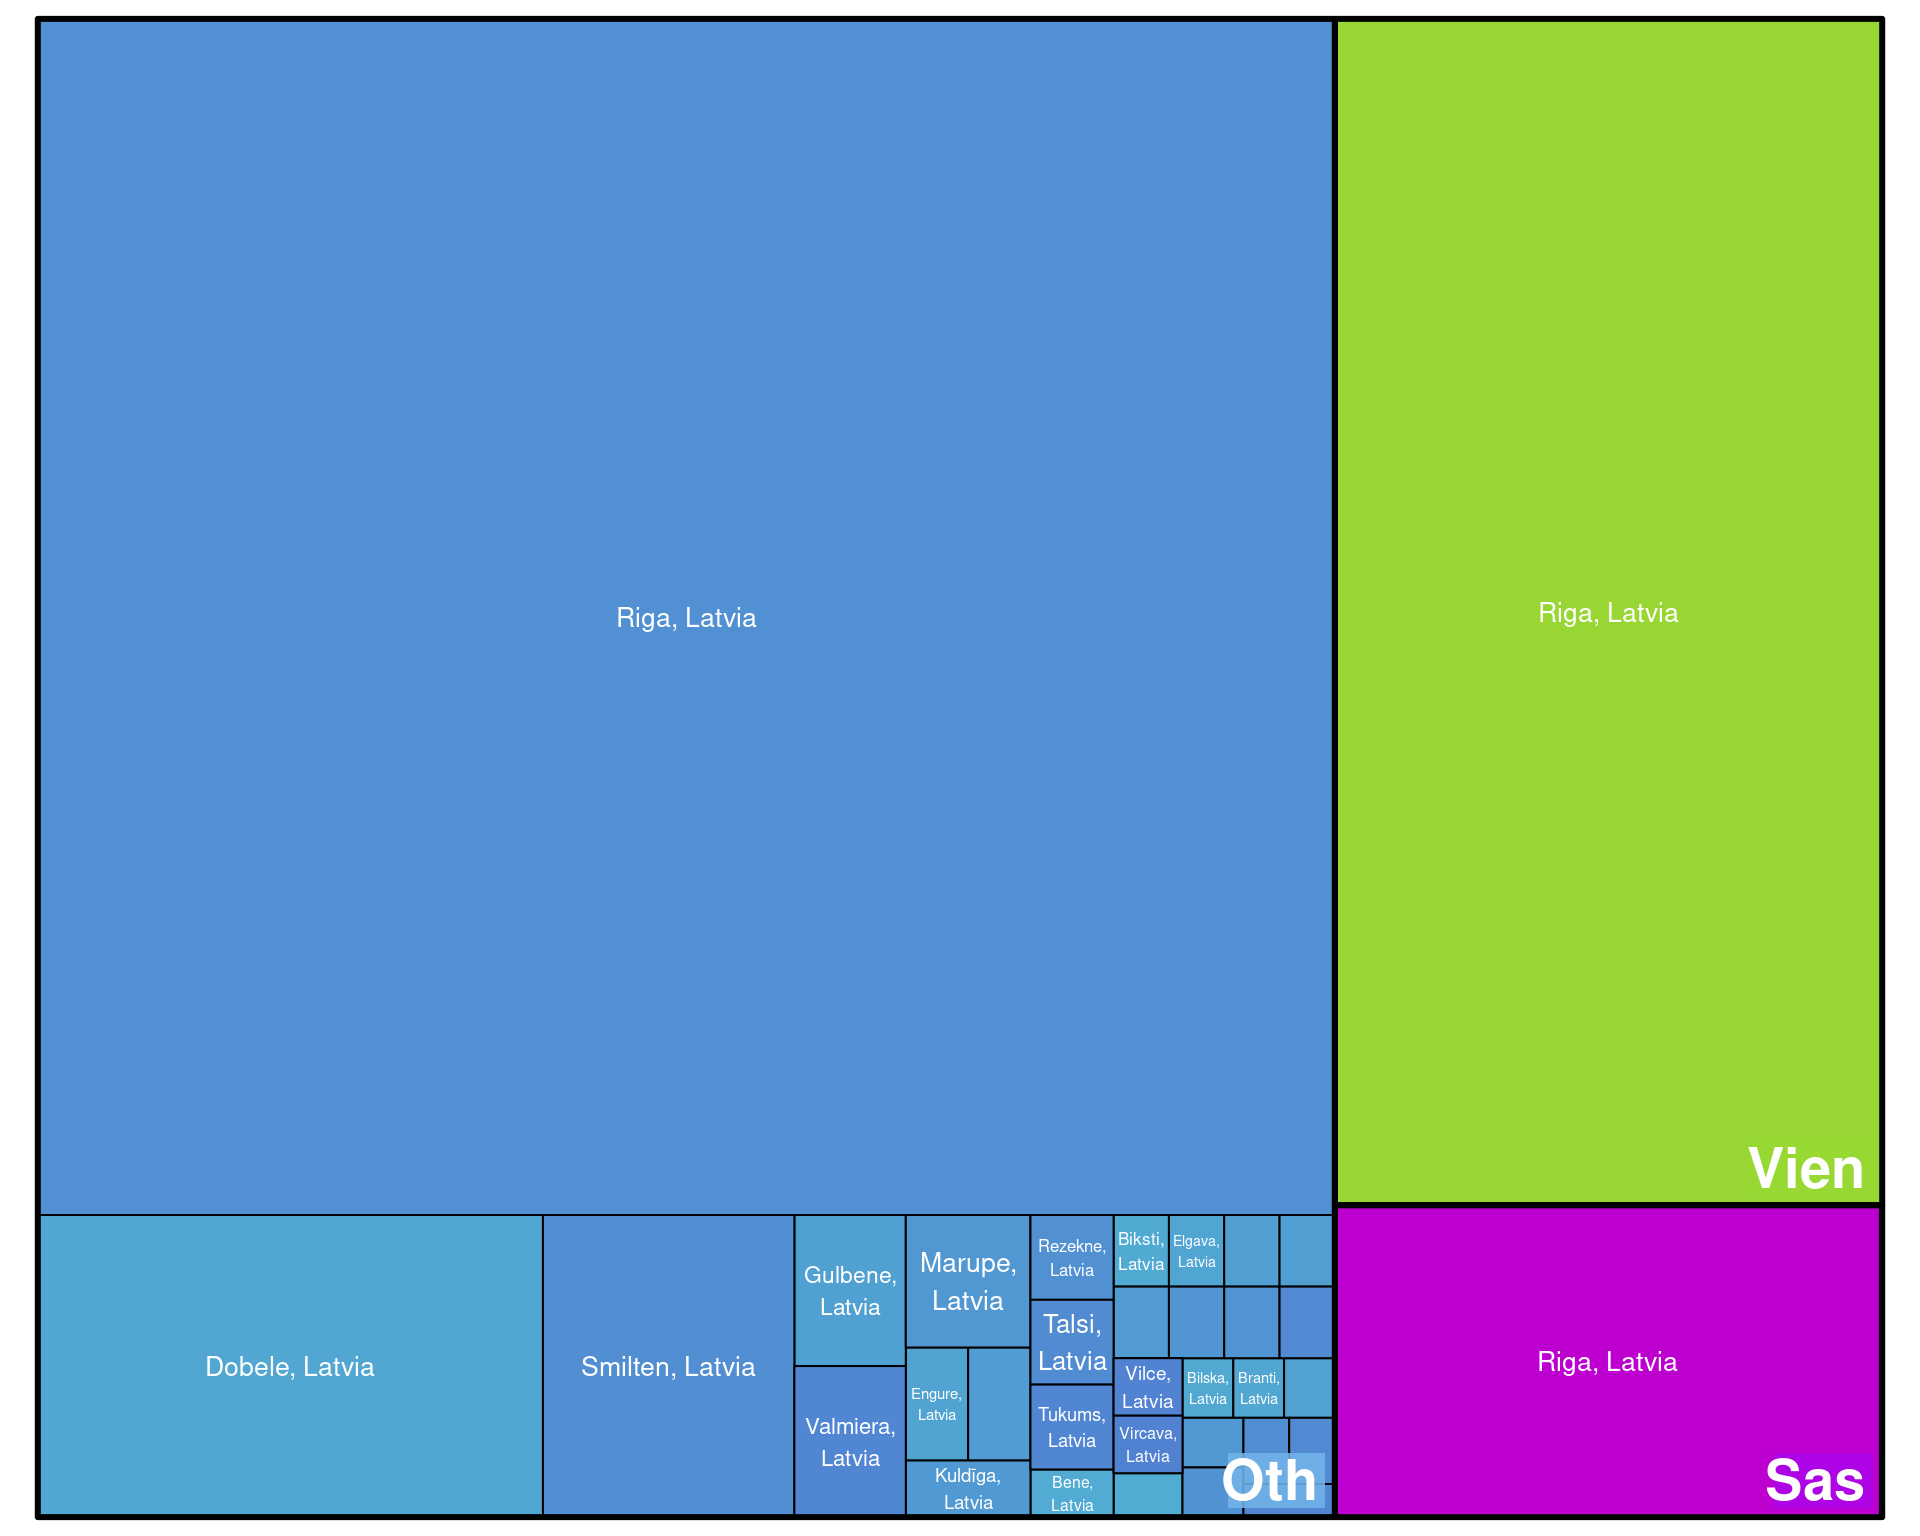 Riga, Latvia
Riga, Latvia
Vien
Dobele, Latvia
Smilten, Latvia
Gulbene,
Latvia
Valmiera,
Latvia
Marupe,
Latvia
Engure,
Latvia
Kuldīga,
Latvia
Rezekne,
Latvia
Talsi,
Latvia
Tukums,
Latvia
Bene,
Latvia
Biksti,
Latvia
Elgava,
Latvia
Vilce,
Latvia
Vircava,
Latvia
Bilska,
Latvia
Branti,
Latvia
Oth
Riga, Latvia
Sas